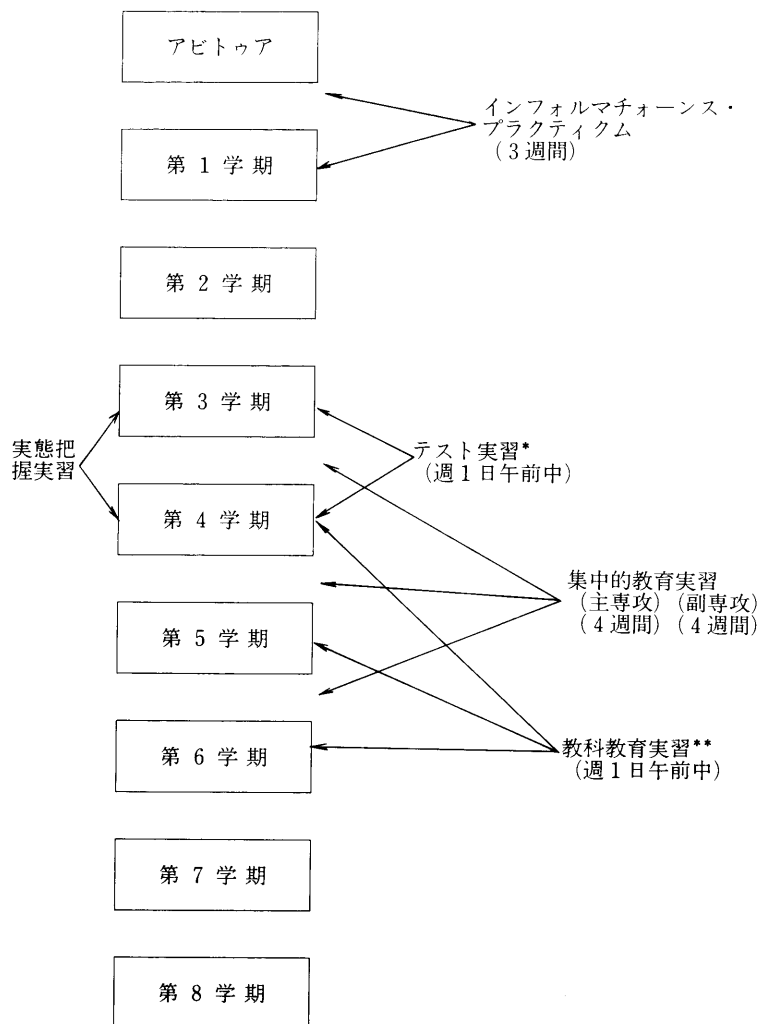 アビトゥア
インフォルマチォーンス・
プラクティクム
(3週間)
第1学期
第2学期
第3学期
実態把
握実習
テスト実習*
(週1日午前中)
第4学期
集中的教育実習
(主専攻)(副専攻)
(4週間)(4週間)
第5学期
教科教育実習**
(週1日午前中)
第6学期
第7学期
第8学期